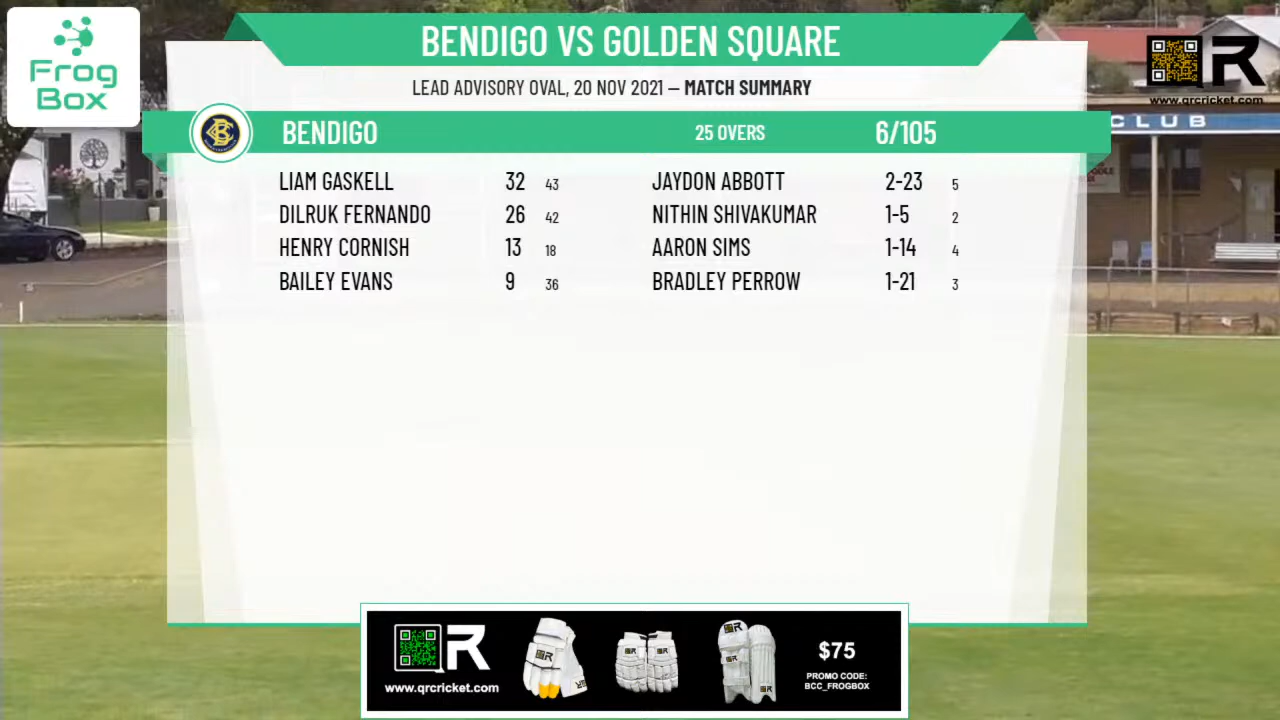 Frog
Box
BENDIGO VS GOLDEN SQUARE
LEAD ADVISORY OVAL, 20 NOV 2021 – MATCH SUMMARY
R
www.qrcricket.com
CLUB
BENDIGO 25 OVERS 6/105
LIAM GASKELL 32 43 JAYDON ABBOTT 2-23 5
DILRUK FERNANDO 26 42 NITHIN SHIVAKUMAR 1-5 2
HENRY CORNISH 13 18 AARON SIMS 1-14 4
BAILEY EVANS 9 36 BRADLEY PERROW 1-21 3
R
www.qrcricket.com
$75
PROMO CODE:
BCC_FROGBOX